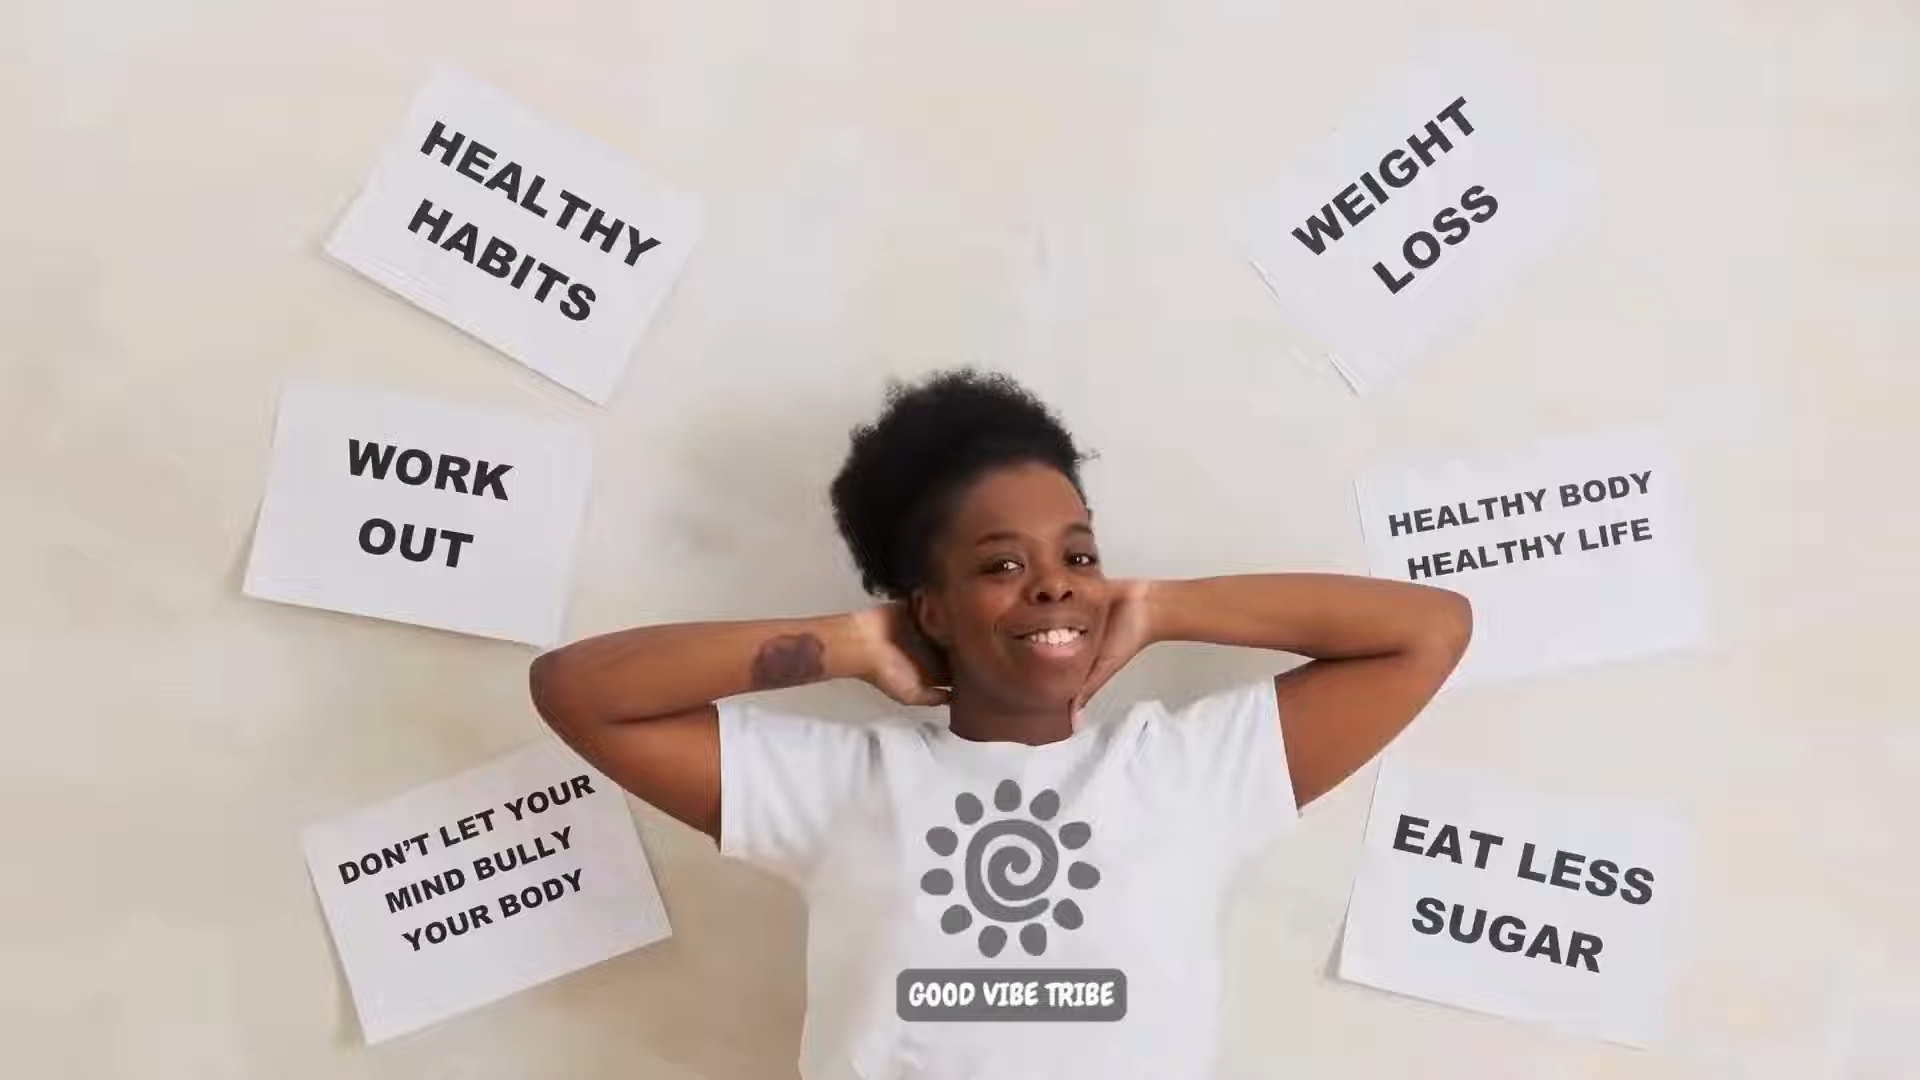 HEALTHY
HABITS
WEIGHT
LOSS
WORK
OUT
HEALTHY BODY
HEALTHY LIFE
DON'T LET YOUR
MIND BULLY
YOUR BODY
EAT LESS
SUGAR
GOOD VIBE TRIBE